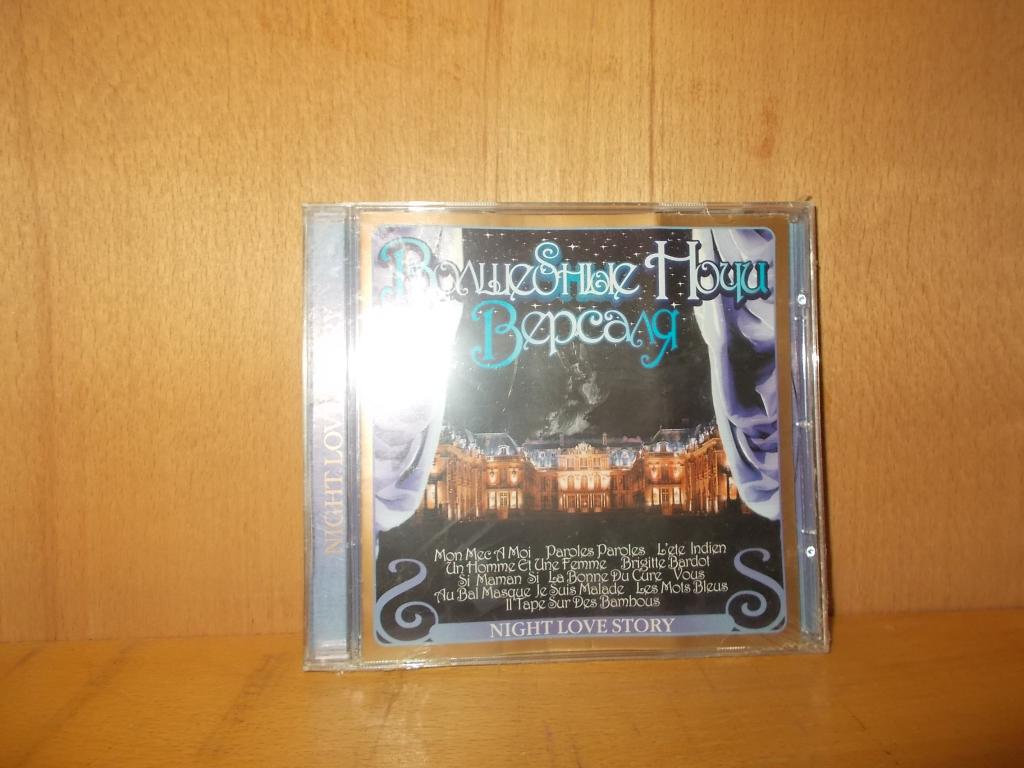 Волшебные Ночи
Версаля
Mon Mec A Moi Paroles Paroles L'ete Indien
Un Homme Et Une Femme Brigitte Bardot
Si Maman Si La Bonne Du Cure Vous
Au Bal Masque Je Suis Malade Les Mots Bleus
Il Tape Sur Des Bambous
NIGHT LOVE STORY
NIGHT LOV